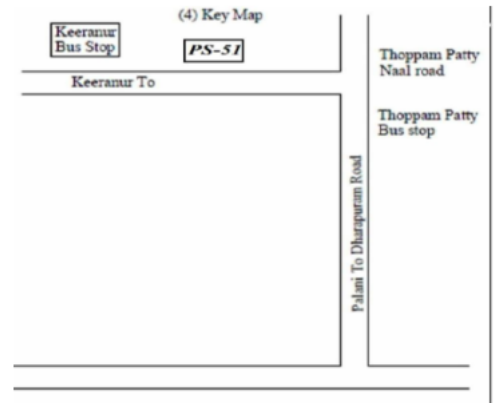 (4) Key Map
Keeranur
Bus Stop
PS-51
Keeranur To
Thoppam Patty
Naal road
Thoppam Patty
Bus stop
Palani To Dharapuram Road